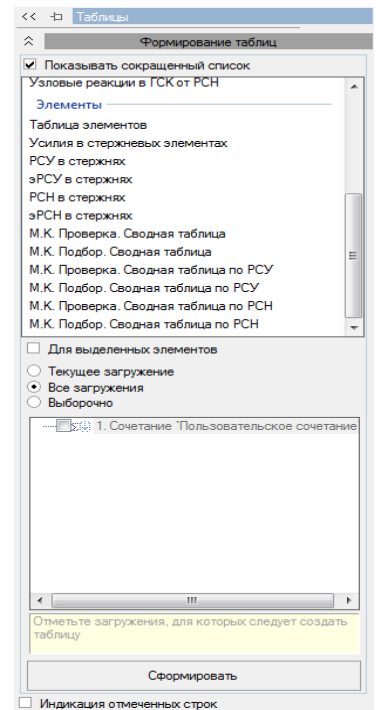 << Таблицы
Формирование таблиц
Показывать сокращенный список
Узловые реакции в ГСК от РСН
Элементы
Таблица элементов
Усилия в стержневых элементах
РСУ в стержнях
эРСУ в стержнях
РСН в стержнях
эРСН в стержнях
М.К. Проверка. Сводная таблица
М.К. Подбор. Сводная таблица
М.К. Проверка. Сводная таблица по РСУ
М.К. Подбор. Сводная таблица по РСУ
М.К. Проверка. Сводная таблица по РСН
М.К. Подбор. Сводная таблица по РСН
Для выделенных элементов
Текущее загружение
Все загружения
Выборочно
1. Сочетание `Пользовательское сочетание
Отметьте загружения, для которых следует создать
таблицу
Сформировать
Индикация отмеченных строк